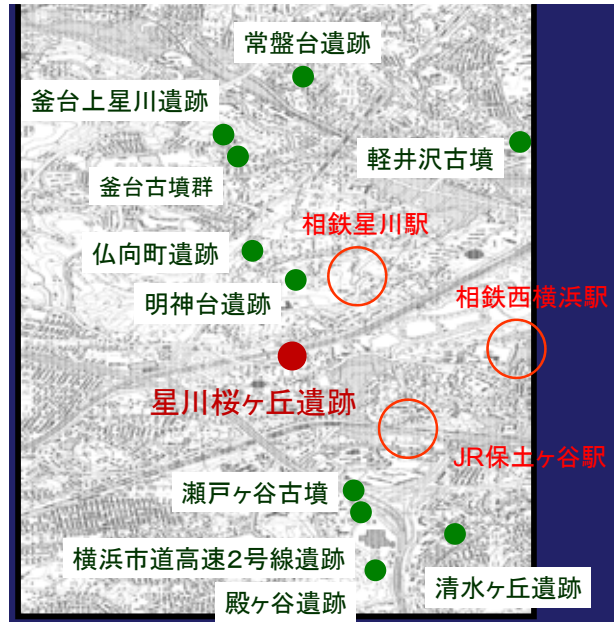 常盤台遺跡
釜台上星川遺跡
軽井沢古墳
釜台古墳群
相鉄星川駅
仏向町遺跡
相鉄西横浜駅
明神台遺跡
星川桜ヶ丘遺跡
JR保土ヶ谷駅
瀬戸ヶ谷古墳
横浜市道高速2号線遺跡
清水ヶ丘遺跡
殿ヶ谷遺跡